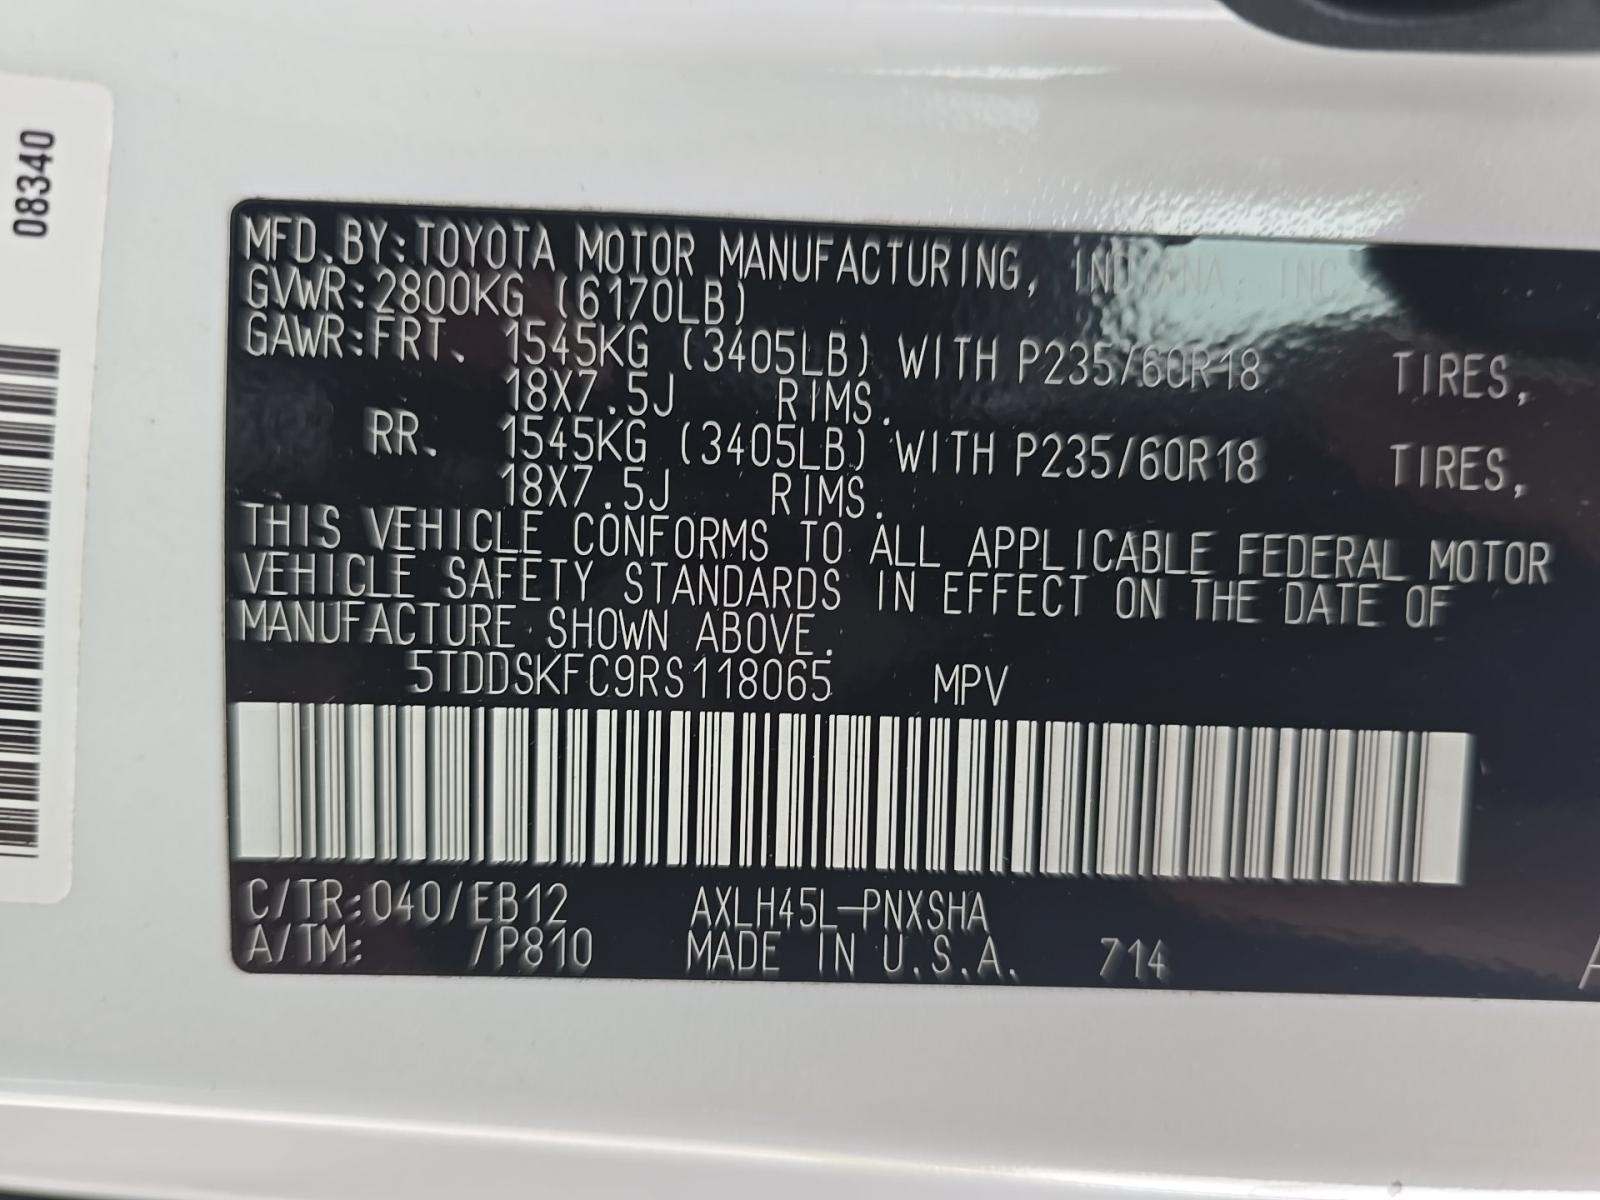 08340
MFD.BY:TOYOTA MOTOR MANUFACTURING, INDIANA, INC
GVWR:2800KG (6170LB)
GAWR:FRT. 1545KG (3405LB) WITH P235/60R18 TIRES,
18X7.5J RIMS.
RR. 1545KG (3405LB) WITH P235/60R18 TIRES,
18X7.5J RIMS.
THIS VEHICLE CONFORMS TO ALL APPLICABLE FEDERAL MOTOR
VEHICLE SAFETY STANDARDS IN EFFECT ON THE DATE OF
MANUFACTURE SHOWN ABOVE.
5TDDSKFC9RS118065 MPV
C/TR:040/EB12 AXLH45L-PNXSHA
A/TM: /P810 MADE IN U.S.A. 714